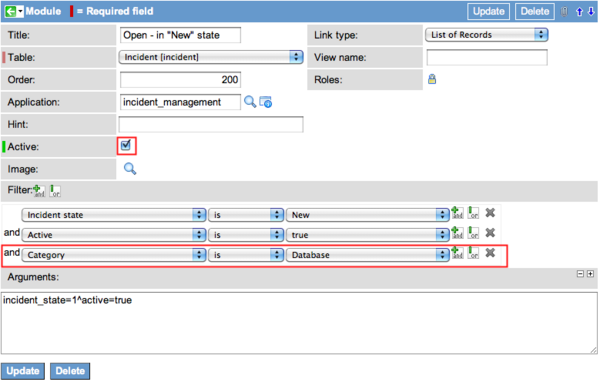 Module = Required field Update Delete
Title: Open - in "New" state Link type: List of Records
Table: Incident [incident] View name:
Order: 200 Roles:
Application: incident_management
Hint:
Active:
Image:
Filter: and or
Incident state is New and or
and Active is true and or
and Category is Database and or
Arguments:
incident_state=1^active=true
Update Delete